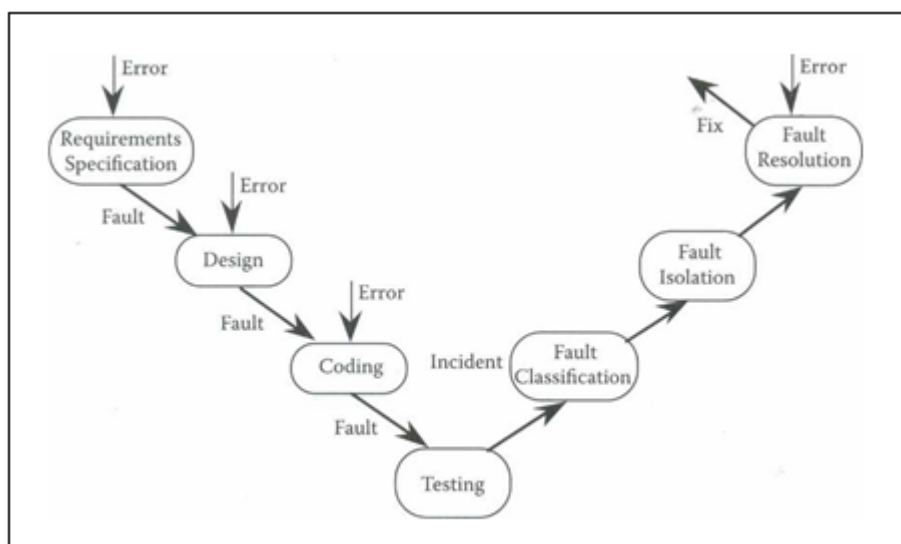 Error
Error
Requirements
Specification
Fix
Fault
Resolution
Error
Fault
Design
Fault
Isolation
Error
Fault
Coding
Incident
Fault
Classification
Fault
Testing